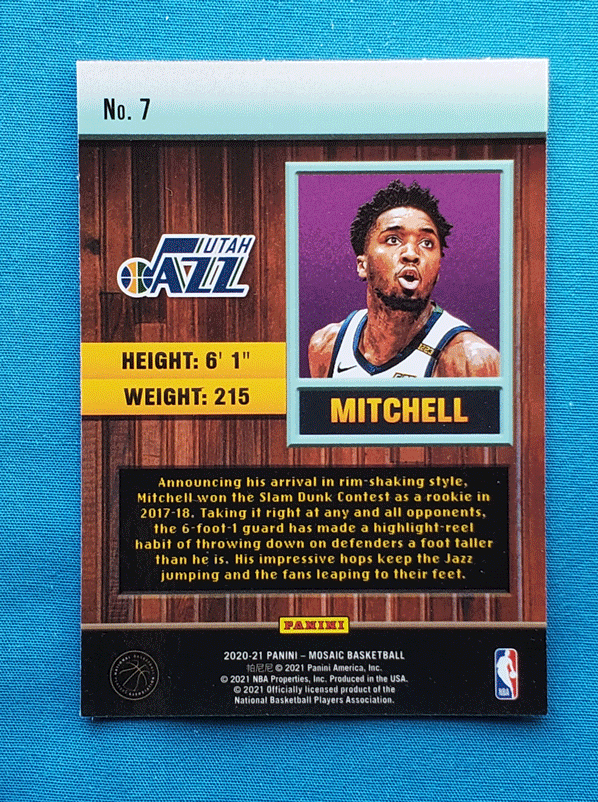 No. 7
UTAH
JAZZ
HEIGHT: 6' 1"
WEIGHT: 215
MITCHELL
Announcing his arrival in rim-shaking style,
Mitchell won the Slam Dunk Contest as a rookie in
2017-18. Taking it right at any and all opponents,
the 6-foot-1 guard has made a highlight-reel
habit of throwing down on defenders a foot taller
than he is. His impressive hops keep the Jazz
jumping and the fans leaping to their feet.
PANINI
2020-21 PANINI – MOSAIC BASKETBALL
帕尼尼 © 2021 Panini America, Inc.
© 2021 NBA Properties, Inc. Produced in the USA.
© 2021 Officially licensed product of the
National Basketball Players Association.
NBA